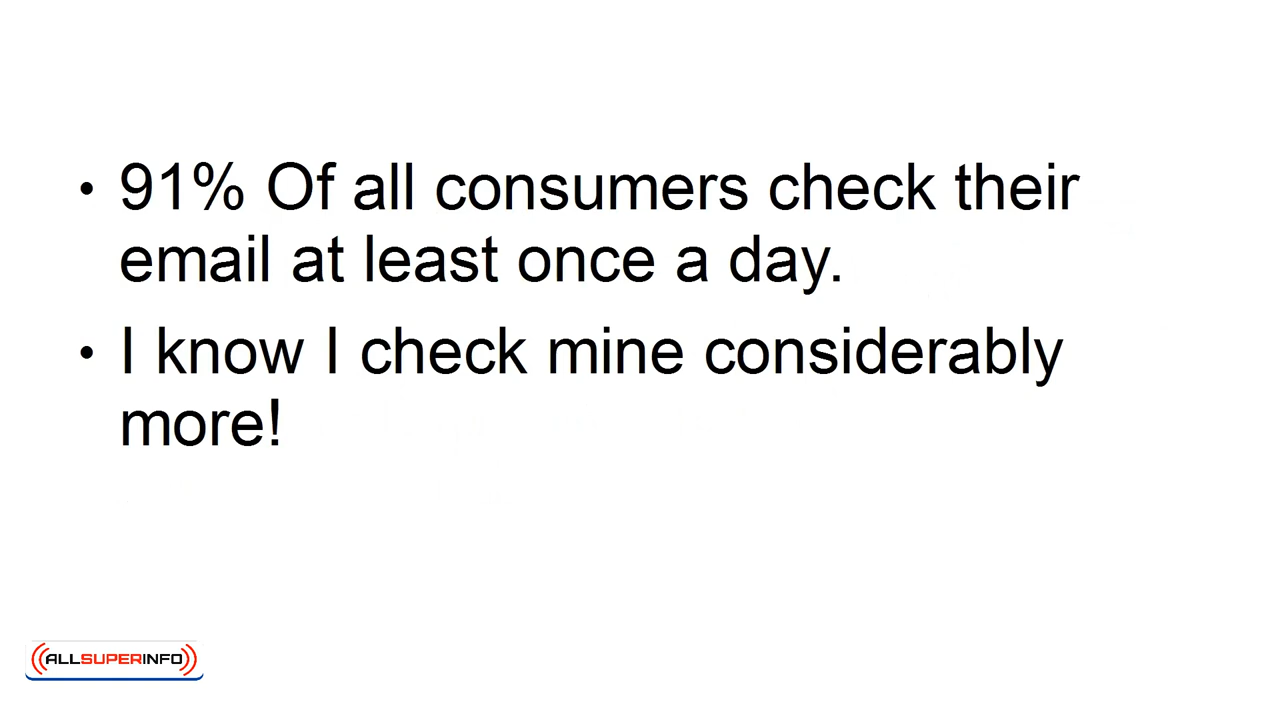 • 91% Of all consumers check their
email at least once a day.
• I know I check mine considerably
more!
ALLSUPERINFO